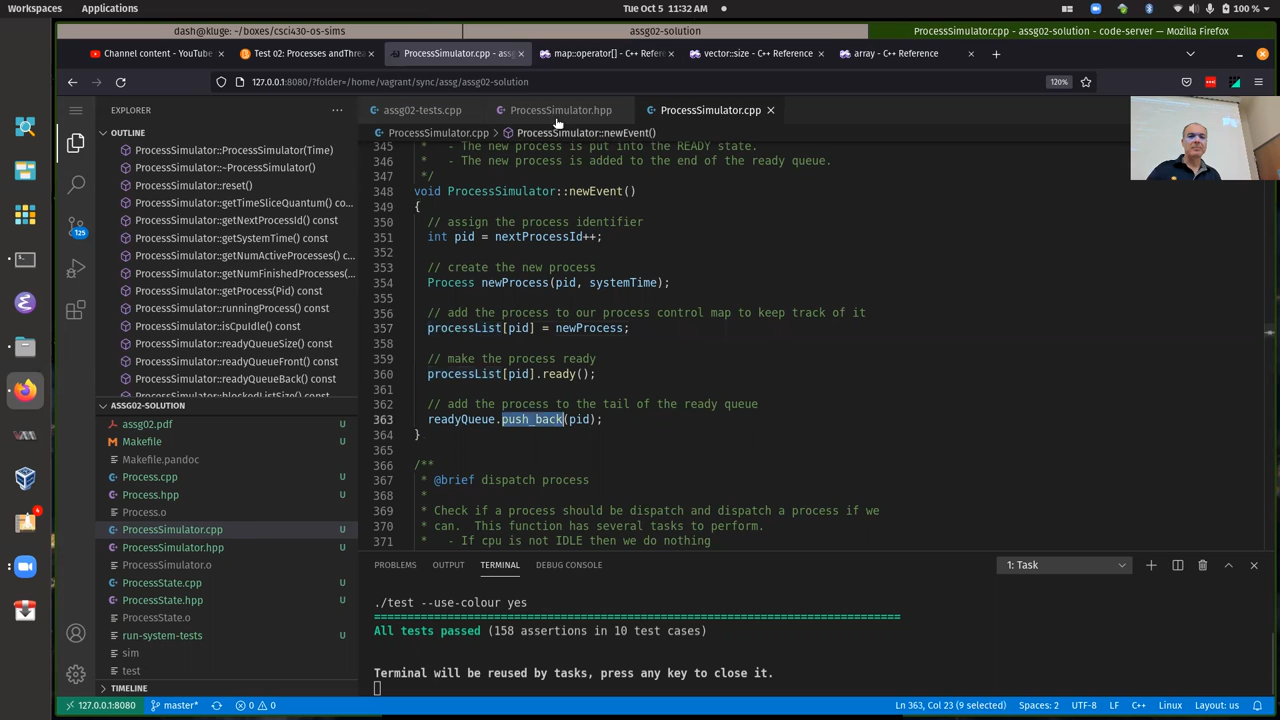 Workspaces Applications Tue Oct 5 11:32 AM 100 %
dash@kluge: ~/boxes/csci430-os-sims
assg02-solution
ProcessSimulator.cpp - assg02-solution - code-server — Mozilla Firefox
Channel content - YouTube
Test 02: Processes and Thre
ProcessSimulator.cpp - assg
map::operator[] - C++ Refere
vector::size - C++ Reference
array - C++ Reference
127.0.0.1:8080/?folder=/home/vagrant/sync/assg/assg02-solution
120%
EXPLORER
assg02-tests.cpp
ProcessSimulator.hpp
ProcessSimulator.cpp
OUTLINE
ProcessSimulator.cpp > ProcessSimulator::newEvent()
ProcessSimulator::ProcessSimulator(Time)
ProcessSimulator::~ProcessSimulator()
ProcessSimulator::reset()
ProcessSimulator::getTimeSliceQuantum() co...
ProcessSimulator::getNextProcessId() const
ProcessSimulator::getSystemTime() const
ProcessSimulator::getNumActiveProcesses() const
ProcessSimulator::getNumFinishedProcesses(...
ProcessSimulator::getProcess(Pid) const
ProcessSimulator::runningProcess() const
ProcessSimulator::isCpuIdle() const
ProcessSimulator::readyQueueSize() const
ProcessSimulator::readyQueueFront() const
ProcessSimulator::readyQueueBack() const
ProcessSimulator::blockedListSize() const
125
ASSG02-SOLUTION
assg02.pdf U
Makefile U
Makefile.pandoc
Process.cpp U
Process.hpp U
Process.o
ProcessSimulator.cpp U
ProcessSimulator.hpp U
ProcessSimulator.o
ProcessState.cpp U
ProcessState.hpp U
ProcessState.o
run-system-tests U
sim
test
TIMELINE
345 * - The new process is put into the READY state.
346 * - The new process is added to the end of the ready queue.
347 */
348 void ProcessSimulator::newEvent()
349 {
350 // assign the process identifier
351 int pid = nextProcessId++;
352
353 // create the new process
354 Process newProcess(pid, systemTime);
355
356 // add the process to our process control map to keep track of it
357 processList[pid] = newProcess;
358
359 // make the process ready
360 processList[pid].ready();
361
362 // add the process to the tail of the ready queue
363 readyQueue.push_back(pid);
364 }
365
366 /**
367 * @brief dispatch process
368 *
369 * Check if a process should be dispatch and dispatch a process if we
370 * can. This function has several tasks to perform.
371 * - If cpu is not IDLE then we do nothing
PROBLEMS OUTPUT TERMINAL DEBUG CONSOLE 1: Task
./test --use-colour yes
===============================================================================
All tests passed (158 assertions in 10 test cases)
Terminal will be reused by tasks, press any key to close it.
4
127.0.0.1:8080 master* 0 0 Ln 363, Col 23 (9 selected) Spaces: 2 UTF-8 LF C++ Linux Layout: us